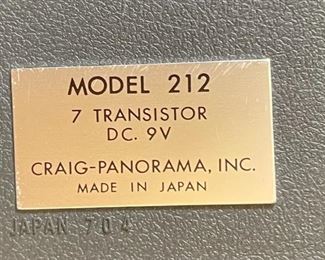 MODEL 212
7 TRANSISTOR
DC. 9V
CRAIG-PANORAMA, INC.
MADE IN JAPAN
JAPAN 704